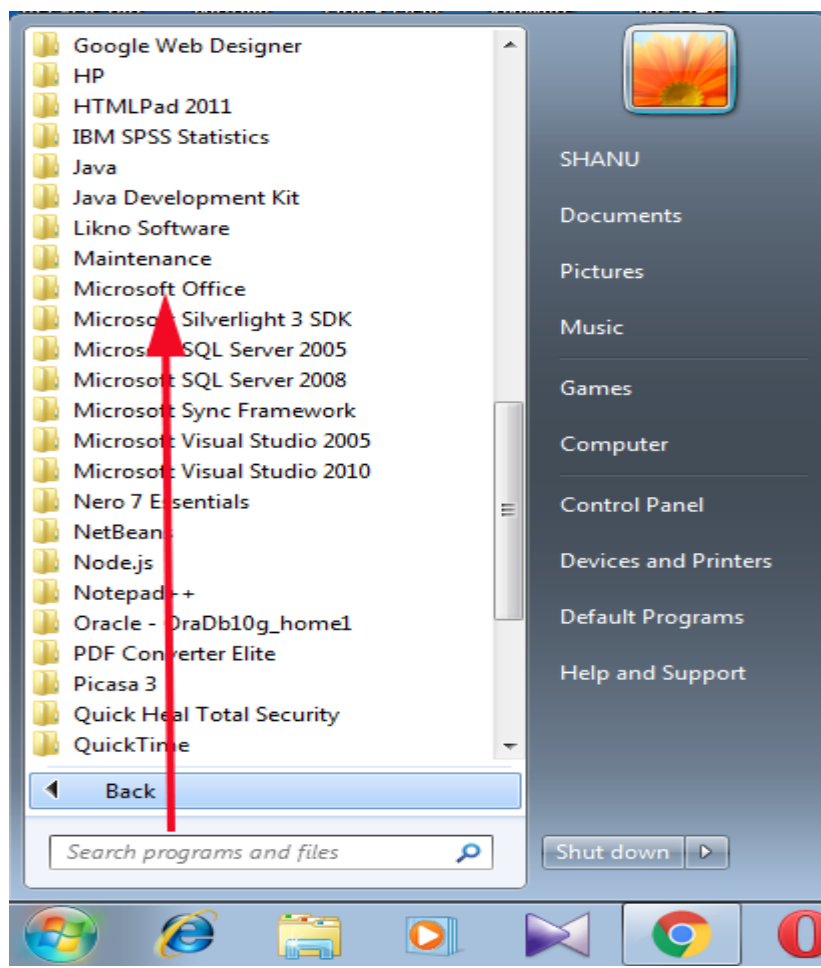 Google Web Designer
HP
HTMLPad 2011
IBM SPSS Statistics
Java
Java Development Kit
Likno Software
Maintenance
Microsoft Office
Microsoft Silverlight 3 SDK
Microsoft SQL Server 2005
Microsoft SQL Server 2008
Microsoft Sync Framework
Microsoft Visual Studio 2005
Microsoft Visual Studio 2010
Nero 7 Essentials
NetBeans
Node.js
Notepad++
Oracle - OraDb10g_home1
PDF Converter Elite
Picasa 3
Quick Heal Total Security
QuickTime
Back
Search programs and files
SHANU
Documents
Pictures
Music
Games
Computer
Control Panel
Devices and Printers
Default Programs
Help and Support
Shut down